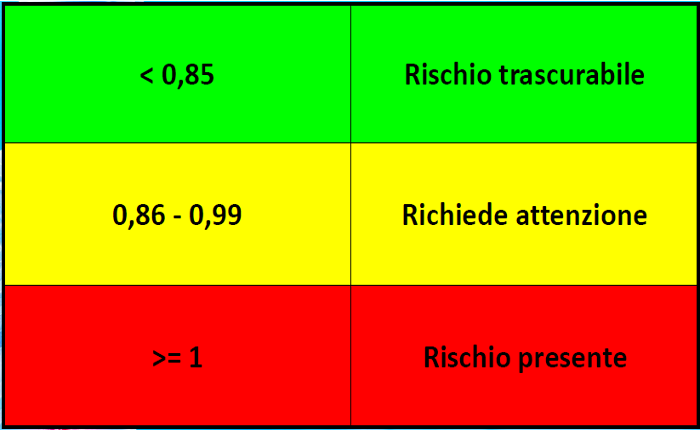 < 0,85 Rischio trascurabile
0,86 - 0,99 Richiede attenzione
>= 1 Rischio presente